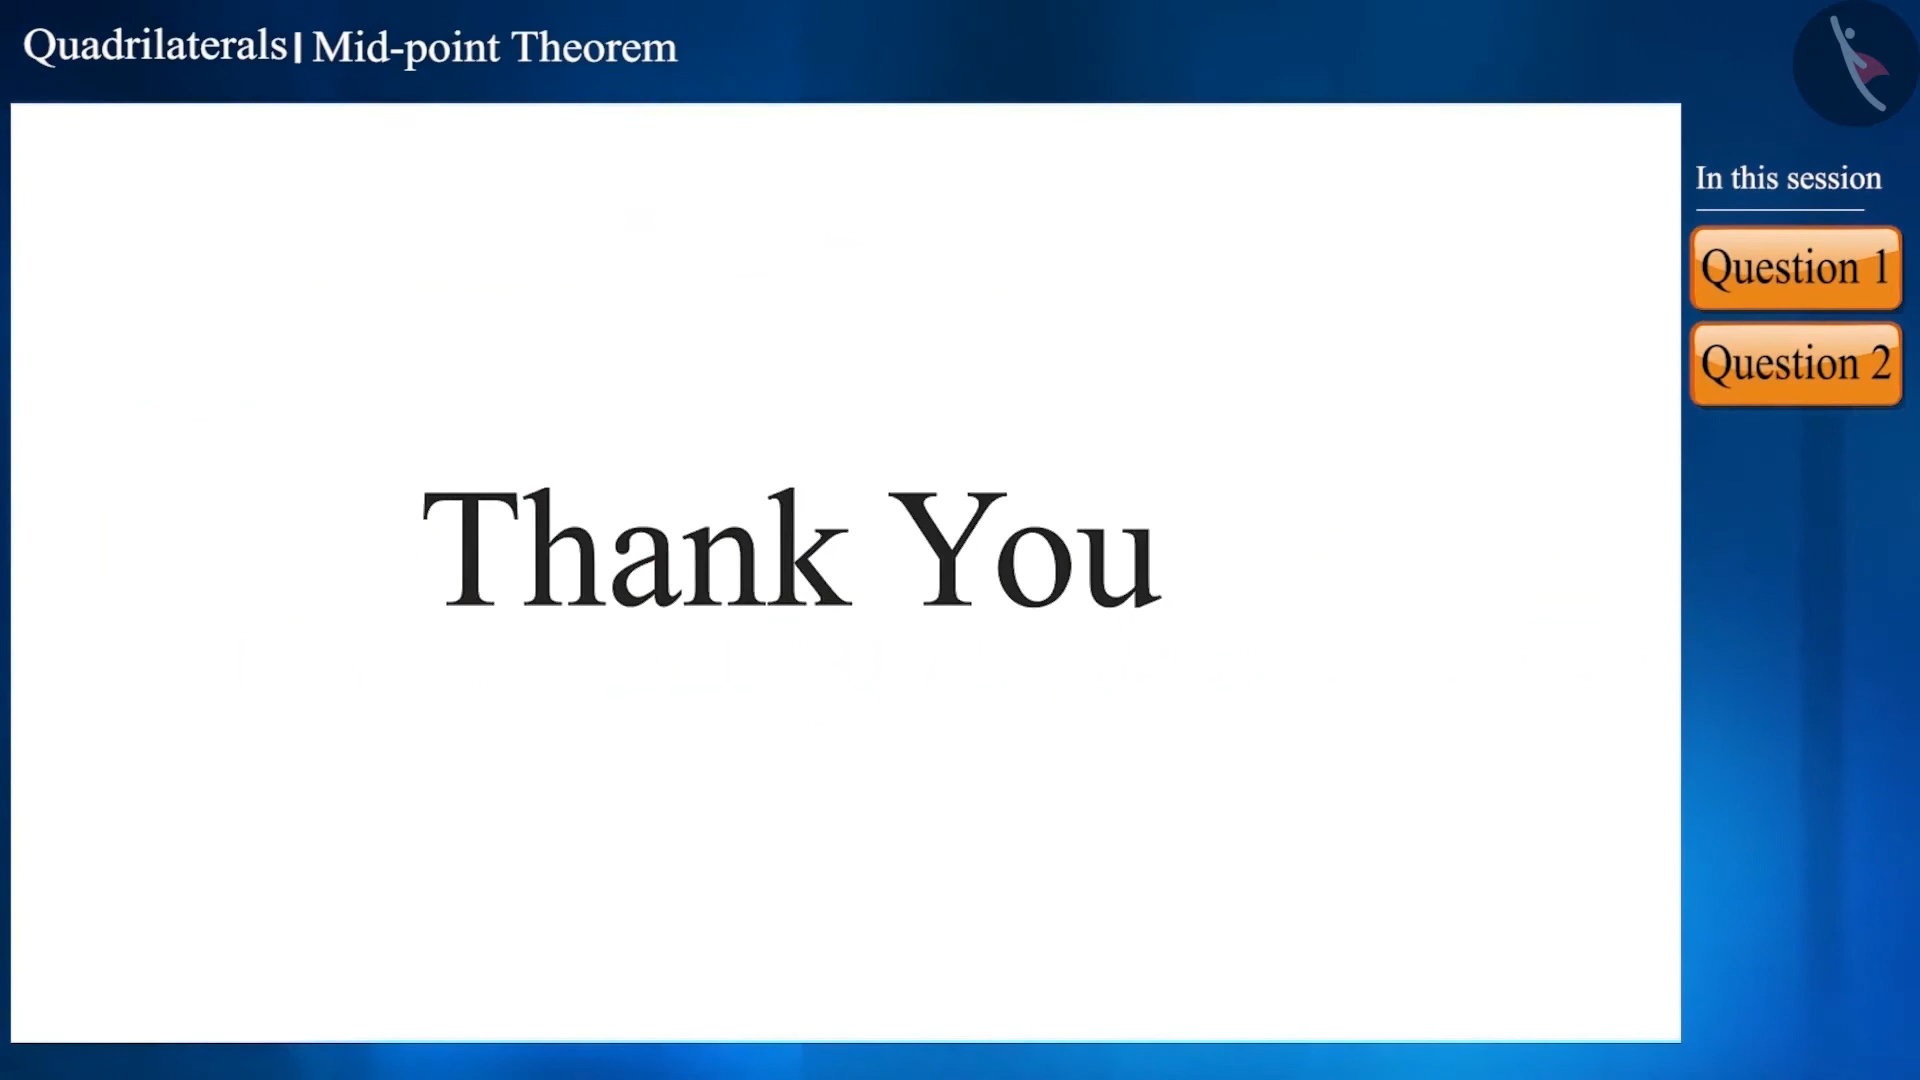 Quadrilaterals| Mid-point Theorem
In this session
Question 1
Question 2
Thank You